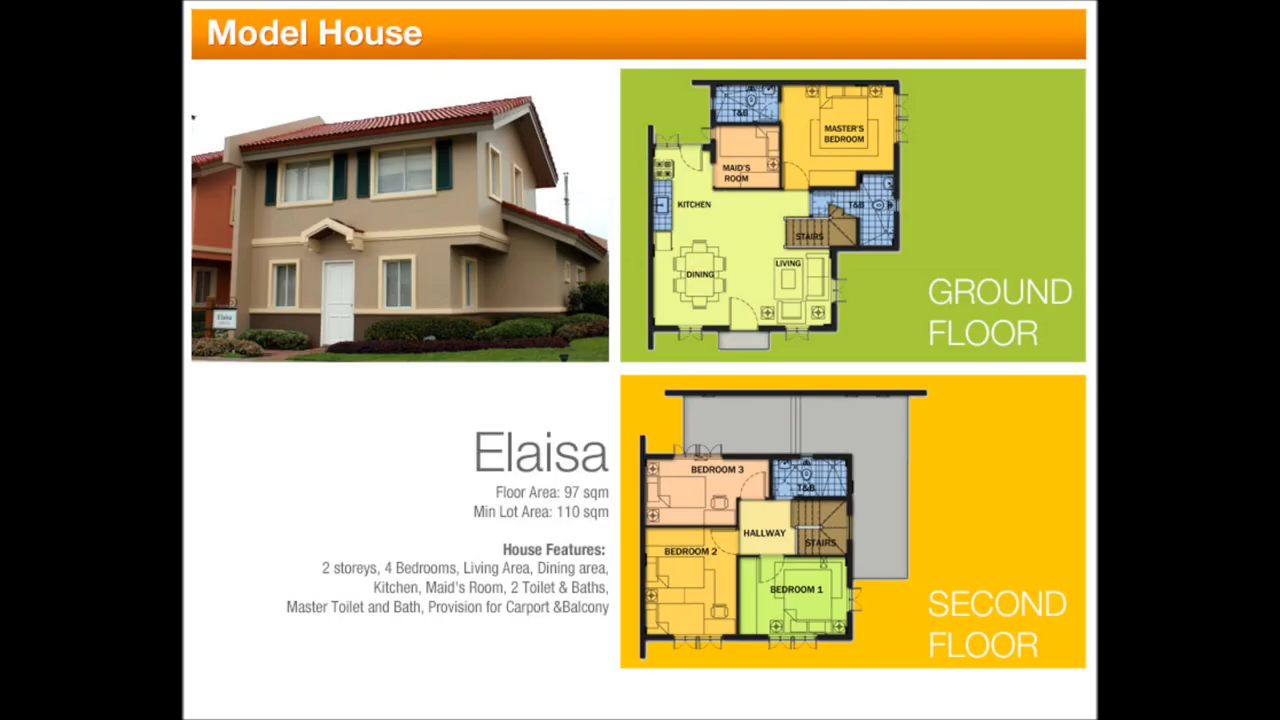 Model House
Elaisa
T&B
MASTER'S
BEDROOM
MAID'S
ROOM
KITCHEN
T&B
STAIRS
LIVING
DINING
GROUND
FLOOR
Elaisa
Floor Area: 97 sqm
Min Lot Area: 110 sqm
House Features:
2 storeys, 4 Bedrooms, Living Area, Dining area,
Kitchen, Maid's Room, 2 Toilet & Baths,
Master Toilet and Bath, Provision for Carport &Balcony
BEDROOM 3
T&B
HALLWAY
STAIRS
BEDROOM 2
BEDROOM 1
SECOND
FLOOR